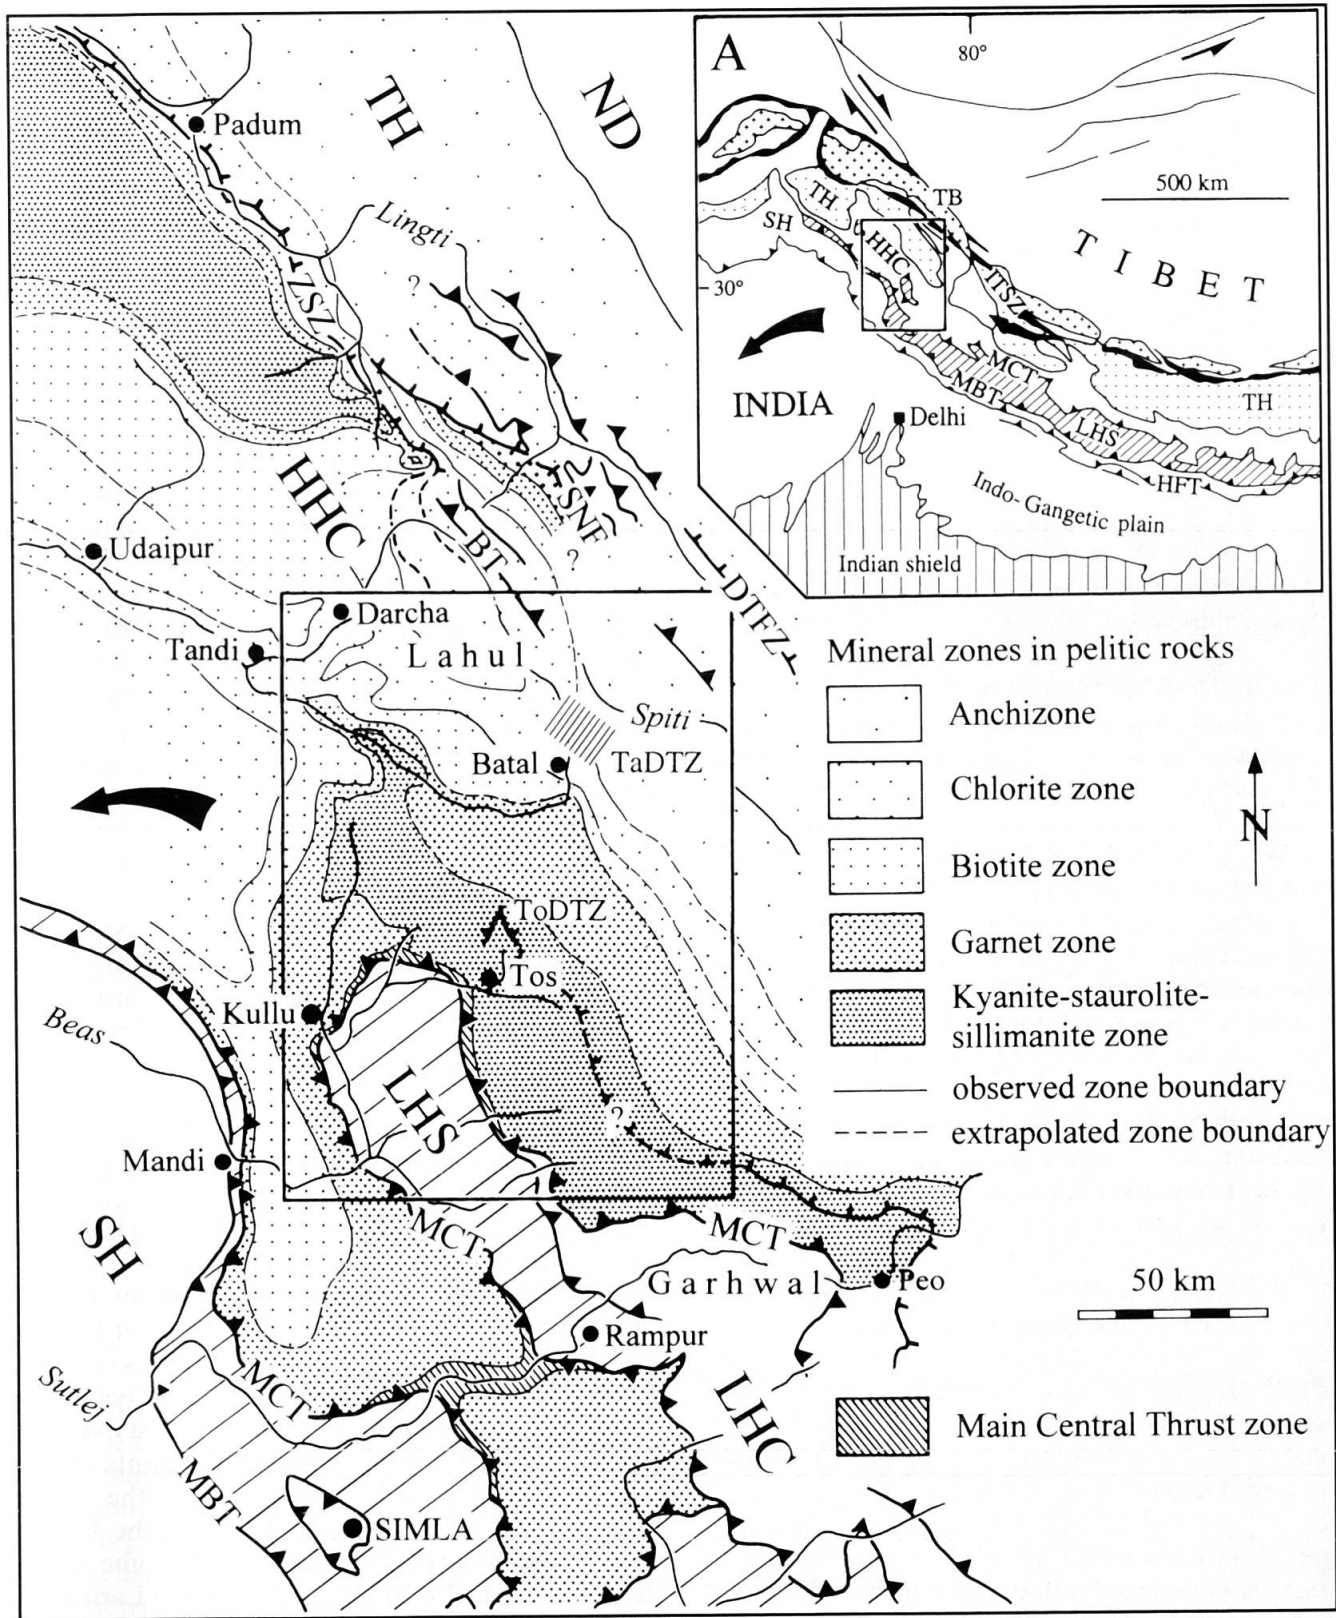 Padum
TH
ND
Lingti
?
ZSZ
HHC
SNF
BT
?
Udaipur
DTFZ
Darcha
Tandi
Lahul
Spiti
Batal
TaDTZ
ToDTZ
Tos
Kullu
Beas
LHS
?
Mandi
SH
MCT
MCT
Garhwal
Peo
Rampur
Sutlej
MCT
LHC
MBT
SIMLA
A
80°
500 km
TB
TH
SH
HHC
TIBET
30°
ITSZ
MCT
MBT
INDIA
Delhi
TH
LHS
HFT
Indo-Gangetic plain
Indian shield
Mineral zones in pelitic rocks
Anchizone
Chlorite zone
Biotite zone
Garnet zone
Kyanite-staurolite-
sillimanite zone
observed zone boundary
extrapolated zone boundary
N
50 km
Main Central Thrust zone